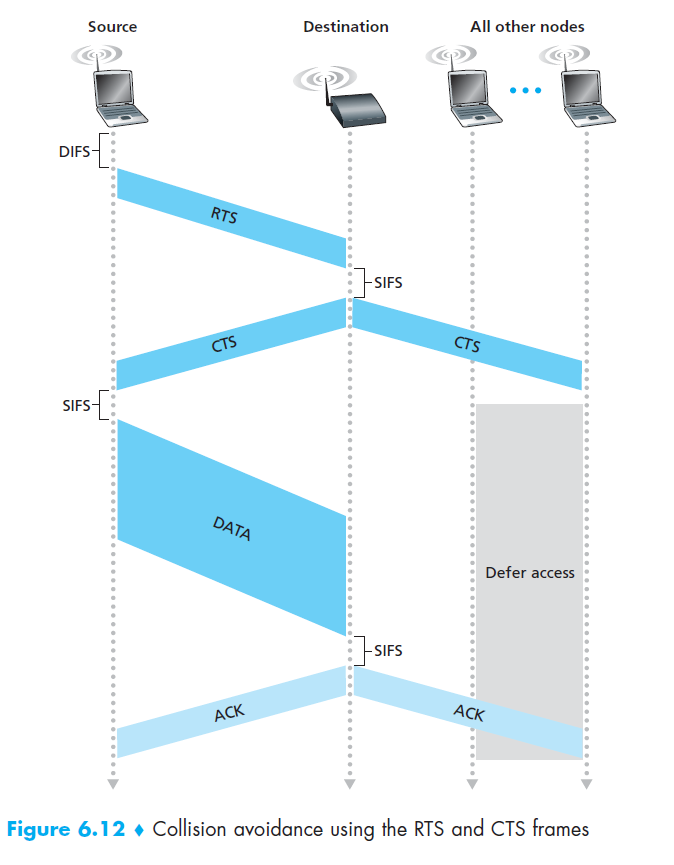 Source
Destination
All other nodes
DIFS
RTS
SIFS
CTS
CTS
SIFS
DATA
Defer access
SIFS
ACK
ACK
Figure 6.12 ♦ Collision avoidance using the RTS and CTS frames